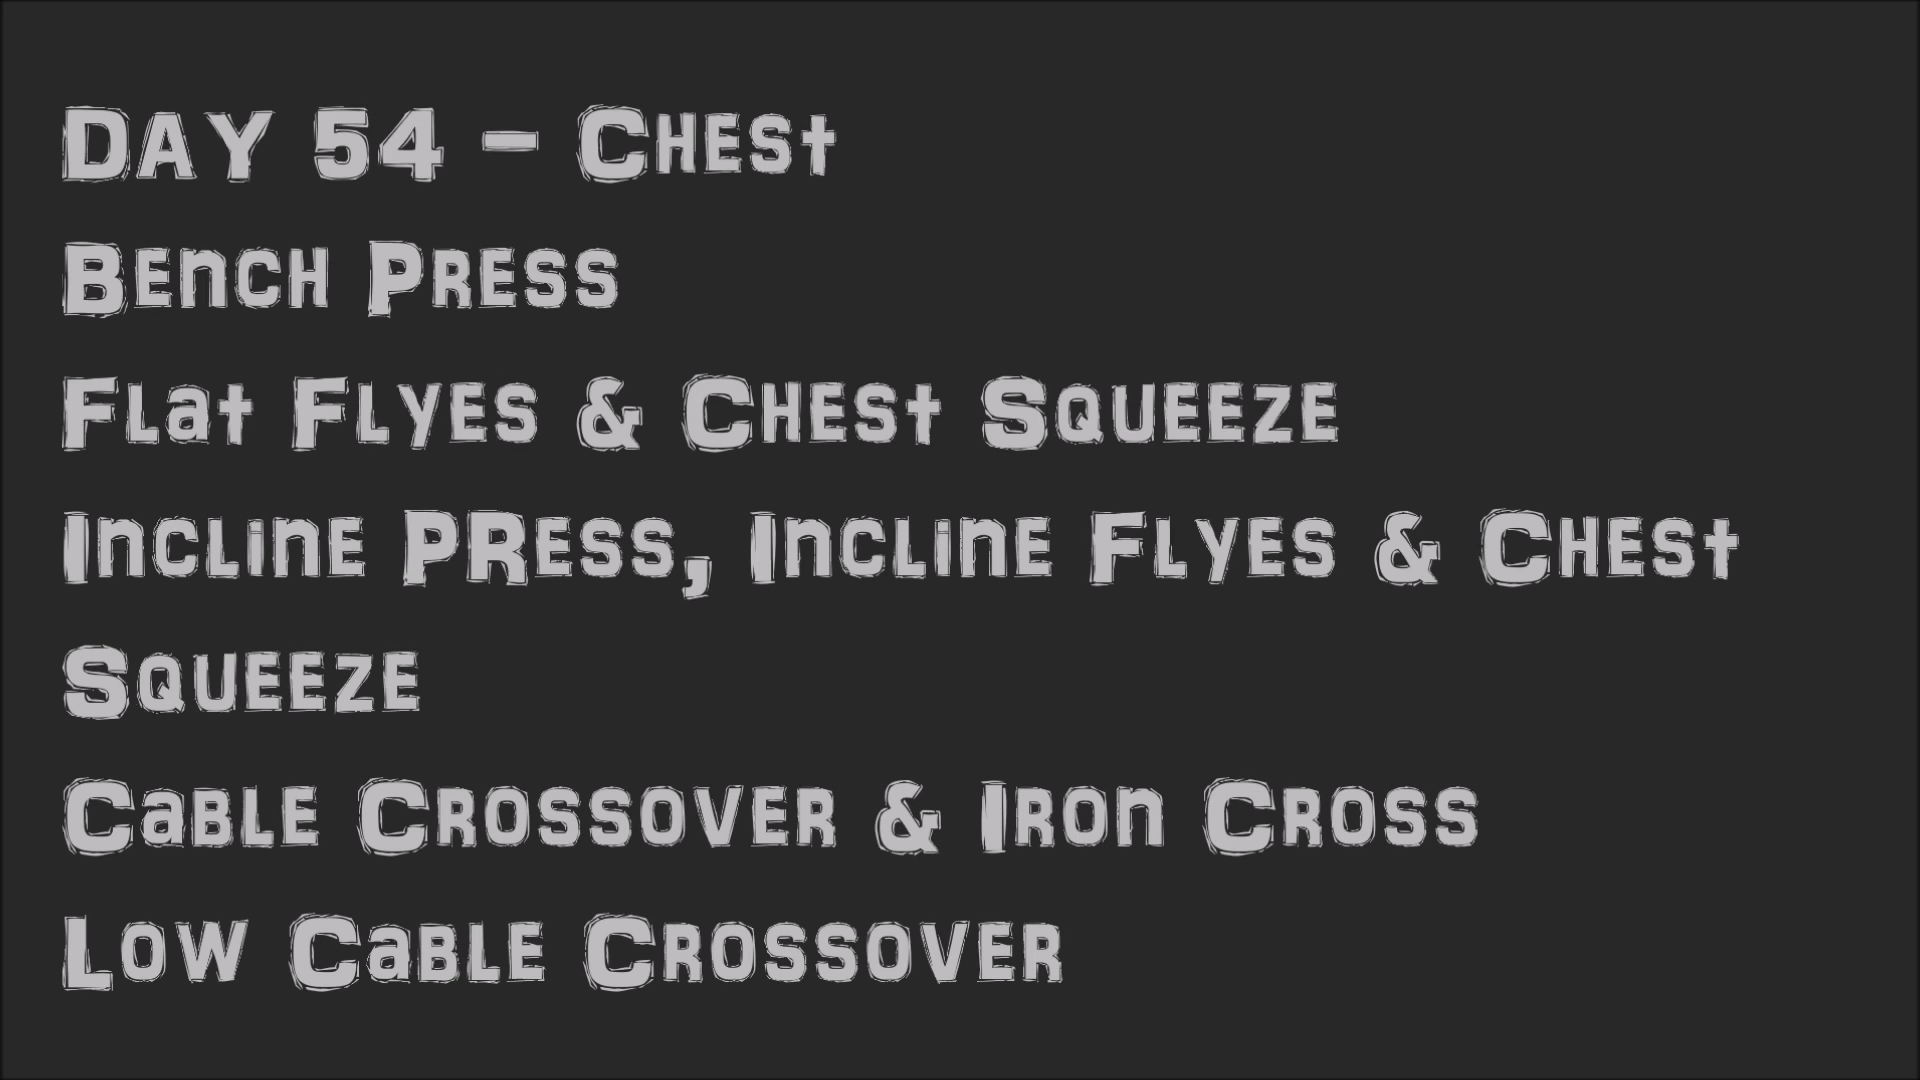 Day 54 – Chest
Bench Press
Flat Flyes & Chest Squeeze
Incline PRess, Incline Flyes & Chest
Squeeze
Cable Crossover & Iron Cross
Low Cable Crossover